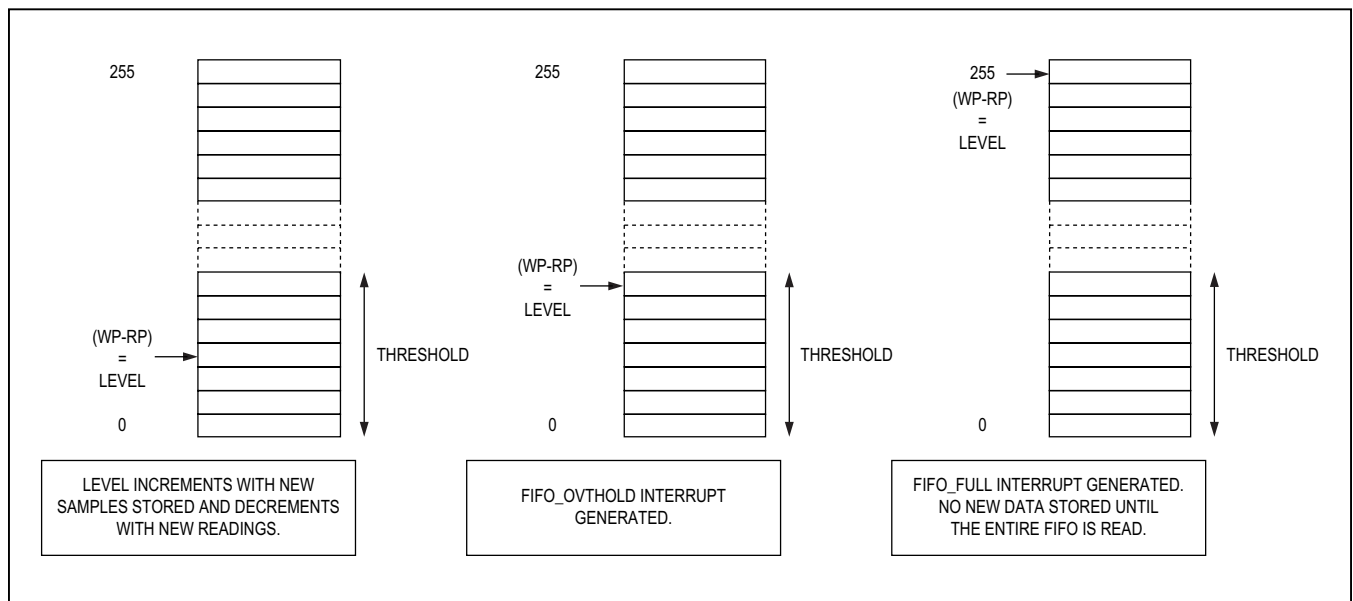 255
(WP-RP)
=
LEVEL
0
THRESHOLD
LEVEL INCREMENTS WITH NEW
SAMPLES STORED AND DECREMENTS
WITH NEW READINGS.
255
(WP-RP)
=
LEVEL
0
THRESHOLD
FIFO_OVTHOLD INTERRUPT
GENERATED.
255
(WP-RP)
=
LEVEL
0
THRESHOLD
FIFO_FULL INTERRUPT GENERATED.
NO NEW DATA STORED UNTIL
THE ENTIRE FIFO IS READ.